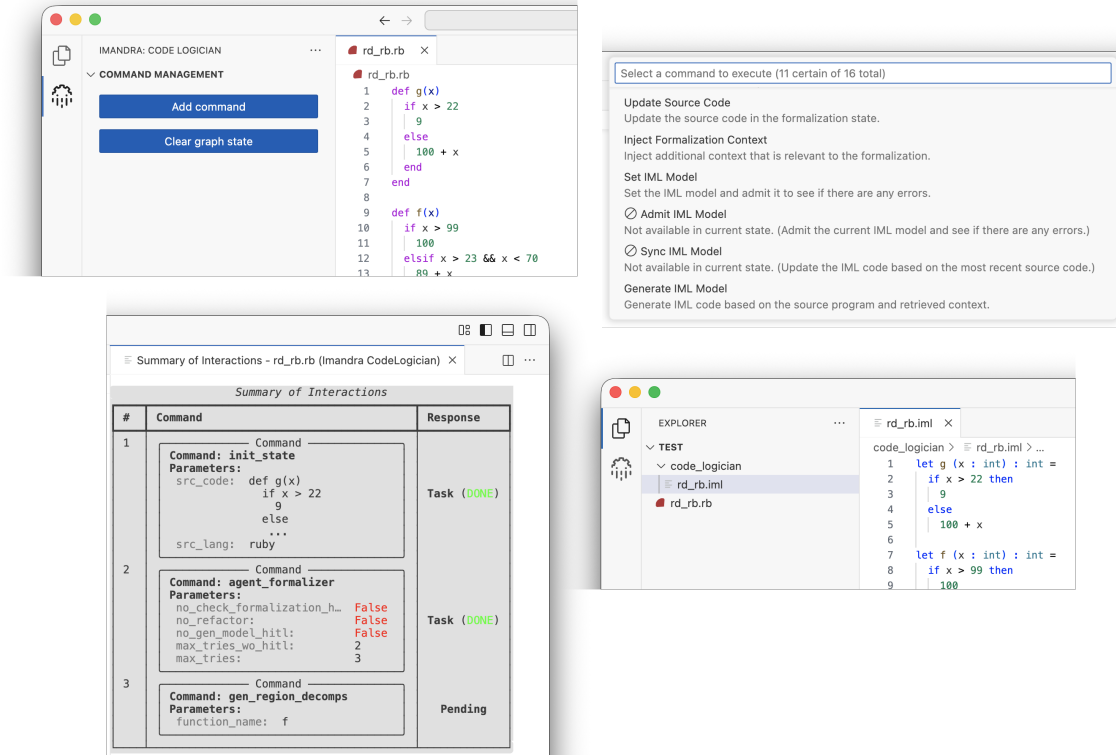 IMANDRA: CODE LOGICIAN
COMMAND MANAGEMENT
Add command
Clear graph state
rd_rb.rb
rd_rb.rb
1 def g(x)
2 if x > 22
3 9
4 else
5 100 + x
6 end
7 end
8
9 def f(x)
10 if x > 99
11 100
12 elsif x > 23 && x < 70
13 89 + x
Select a command to execute (11 certain of 16 total)
Update Source Code
Update the source code in the formalization state.
Inject Formalization Context
Inject additional context that is relevant to the formalization.
Set IML Model
Set the IML model and admit it to see if there are any errors.
Admit IML Model
Not available in current state. (Admit the current IML model and see if there are any errors.)
Sync IML Model
Not available in current state. (Update the IML code based on the most recent source code.)
Generate IML Model
Generate IML code based on the source program and retrieved context.
Summary of Interactions - rd_rb.rb (Imandra CodeLogician)
Summary of Interactions
# Command Response
1 Command
Command: init_state
Parameters:
src_code: def g(x)
if x > 22
9
else
...
src_lang: ruby
Task (DONE)
2 Command
Command: agent_formalizer
Parameters:
no_check_formalization_h… False
no_refactor: False
no_gen_model_hitl: False
max_tries_wo_hitl: 2
max_tries: 3
Task (DONE)
3 Command
Command: gen_region_decomps
Parameters:
function_name: f
Pending
EXPLORER
TEST
code_logician
rd_rb.iml
rd_rb.rb
rd_rb.iml
code_logician > rd_rb.iml > ...
1 let g (x : int) : int =
2 if x > 22 then
3 9
4 else
5 100 + x
6
7 let f (x : int) : int =
8 if x > 99 then
9 100